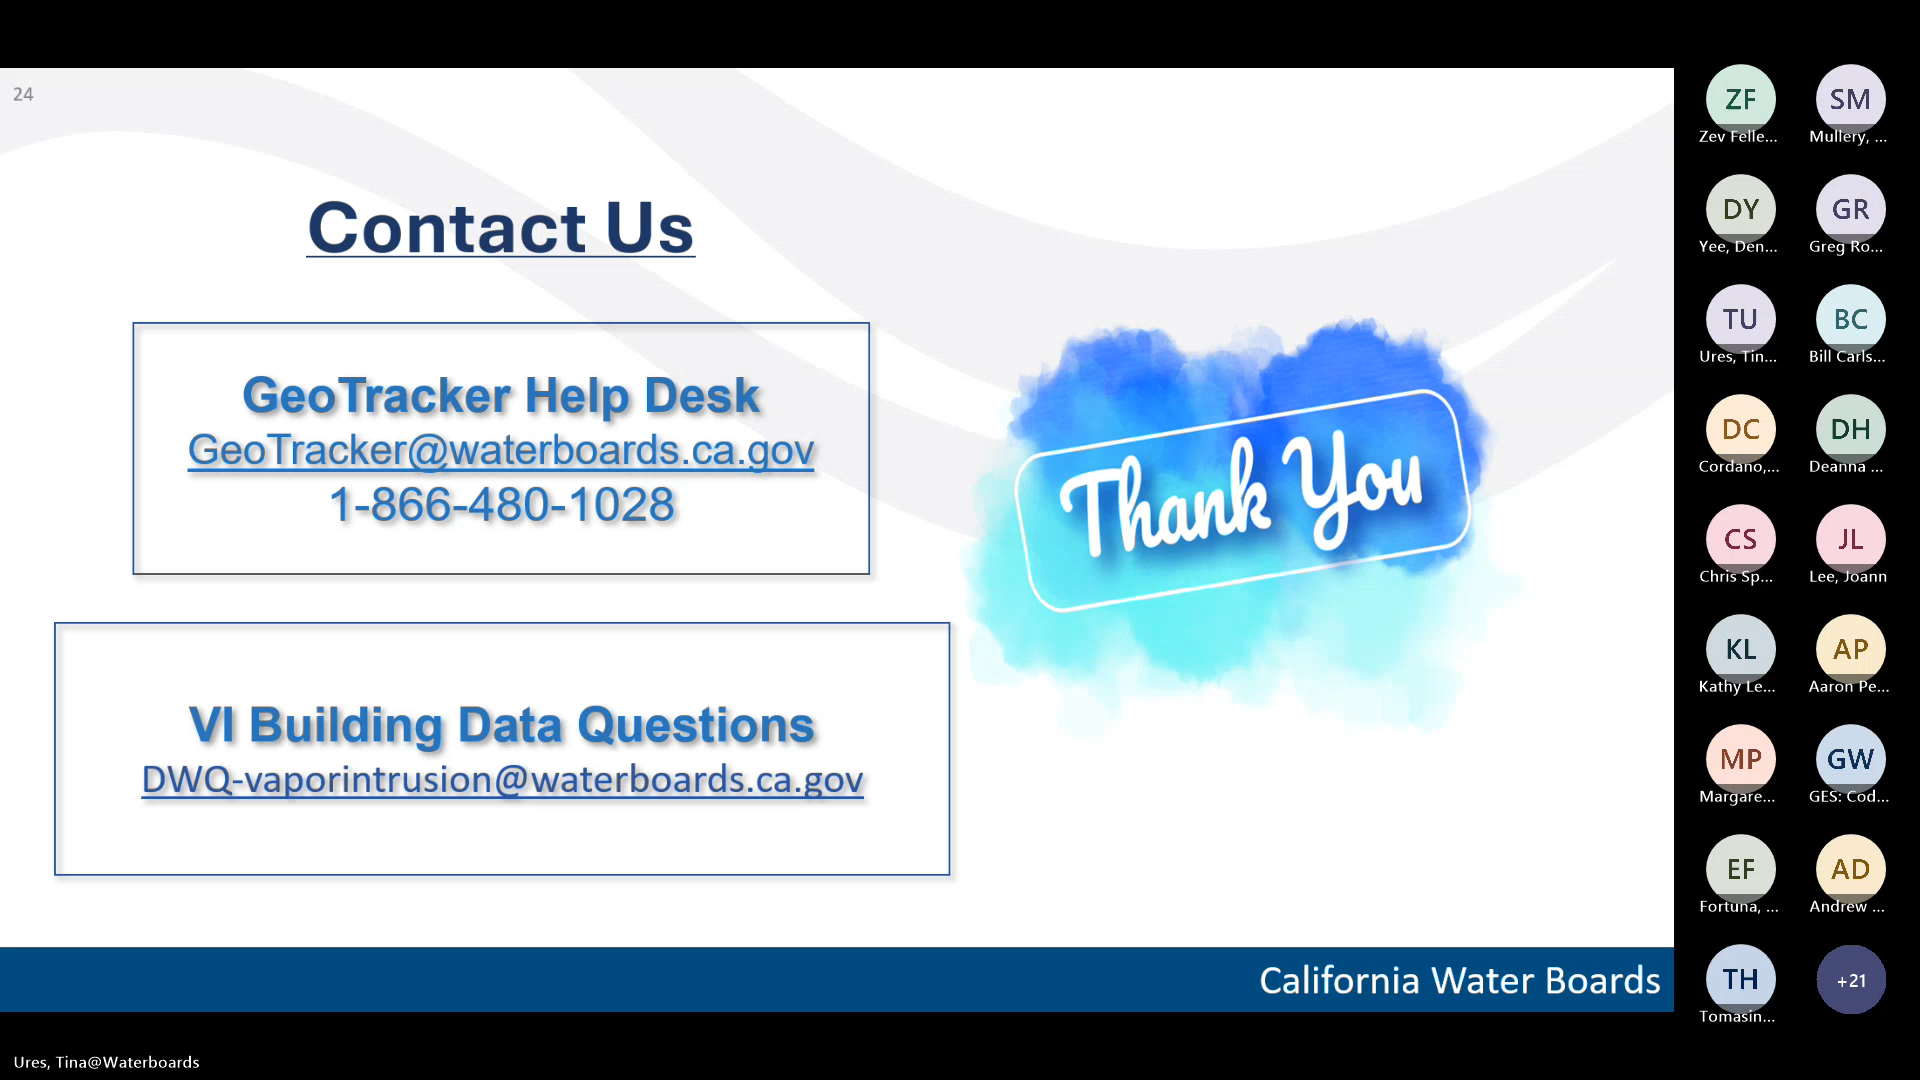 24
Contact Us
GeoTracker Help Desk
GeoTracker@waterboards.ca.gov
1-866-480-1028
VI Building Data Questions
DWQ-vaporintrusion@waterboards.ca.gov
Thank You
California Water Boards
ZF
Zev Felle...
SM
Mullery, ...
DY
Yee, Den...
GR
Greg Ro...
TU
Ures, Tin...
BC
Bill Carls...
DC
Cordano,...
DH
Deanna ...
CS
Chris Sp...
JL
Lee, Joann
KL
Kathy Le...
AP
Aaron Pe...
MP
Margare...
GW
GES: Cod...
EF
Fortuna, ...
AD
Andrew ...
TH
Tomasin...
+21
Ures, Tina@Waterboards